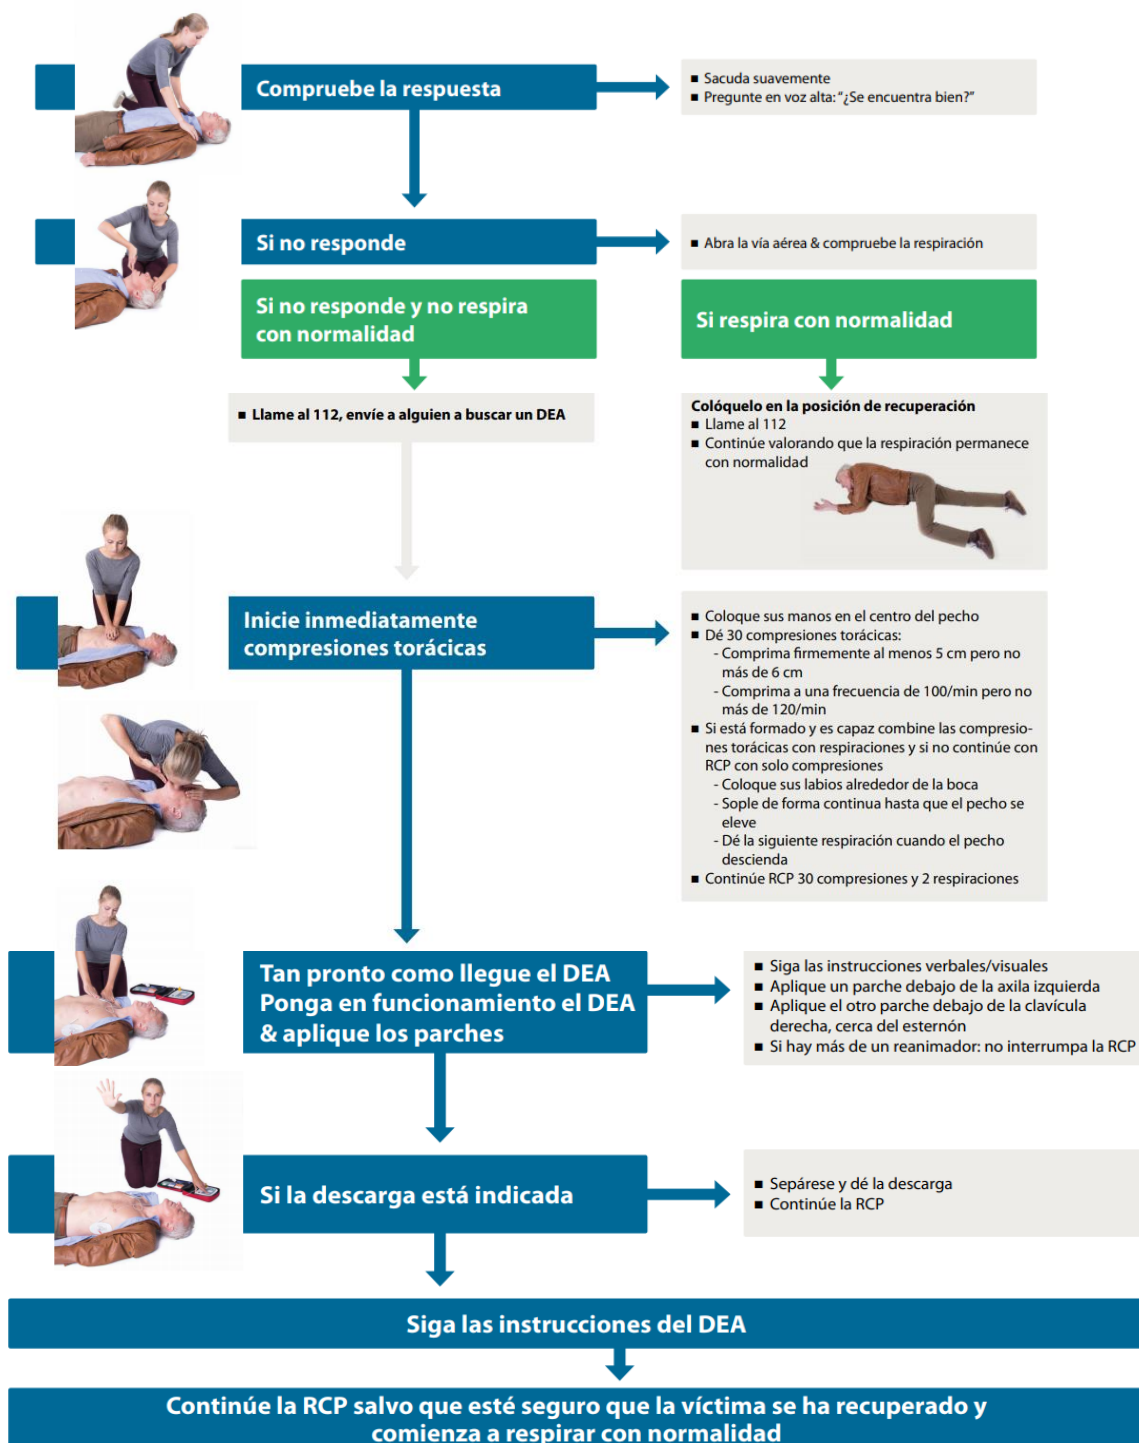 Compruebe la respuesta
■ Sacuda suavemente
■ Pregunte en voz alta: “¿Se encuentra bien?”
Si no responde
■ Abra la vía aérea & compruebe la respiración
Si no responde y no respira
con normalidad
Si respira con normalidad
■ Llame al 112, envíe a alguien a buscar un DEA
Colóquelo en la posición de recuperación
■ Llame al 112
■ Continúe valorando que la respiración permanece
con normalidad
Inicie inmediatamente
compresiones torácicas
■ Coloque sus manos en el centro del pecho
■ Dé 30 compresiones torácicas:
- Comprima firmemente al menos 5 cm pero no
más de 6 cm
- Comprima a una frecuencia de 100/min pero no
más de 120/min
■ Si está formado y es capaz combine las compresio-
nes torácicas con respiraciones y si no continúe con
RCP con solo compresiones
- Coloque sus labios alrededor de la boca
- Sople de forma continua hasta que el pecho se
eleve
- Dé la siguiente respiración cuando el pecho
descienda
■ Continúe RCP 30 compresiones y 2 respiraciones
Tan pronto como llegue el DEA
Ponga en funcionamiento el DEA
& aplique los parches
■ Siga las instrucciones verbales/visuales
■ Aplique un parche debajo de la axila izquierda
■ Aplique el otro parche debajo de la clavícula
derecha, cerca del esternón
■ Si hay más de un reanimador: no interrumpa la RCP
Si la descarga está indicada
■ Sepárese y dé la descarga
■ Continúe la RCP
Siga las instrucciones del DEA
Continúe la RCP salvo que esté seguro que la víctima se ha recuperado y
comienza a respirar con normalidad